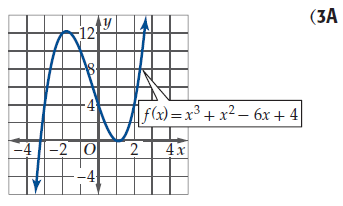 (3A
y
12
8
4
f(x) = x³ + x² – 6x + 4
–4 –2 O 2 4 x
–4